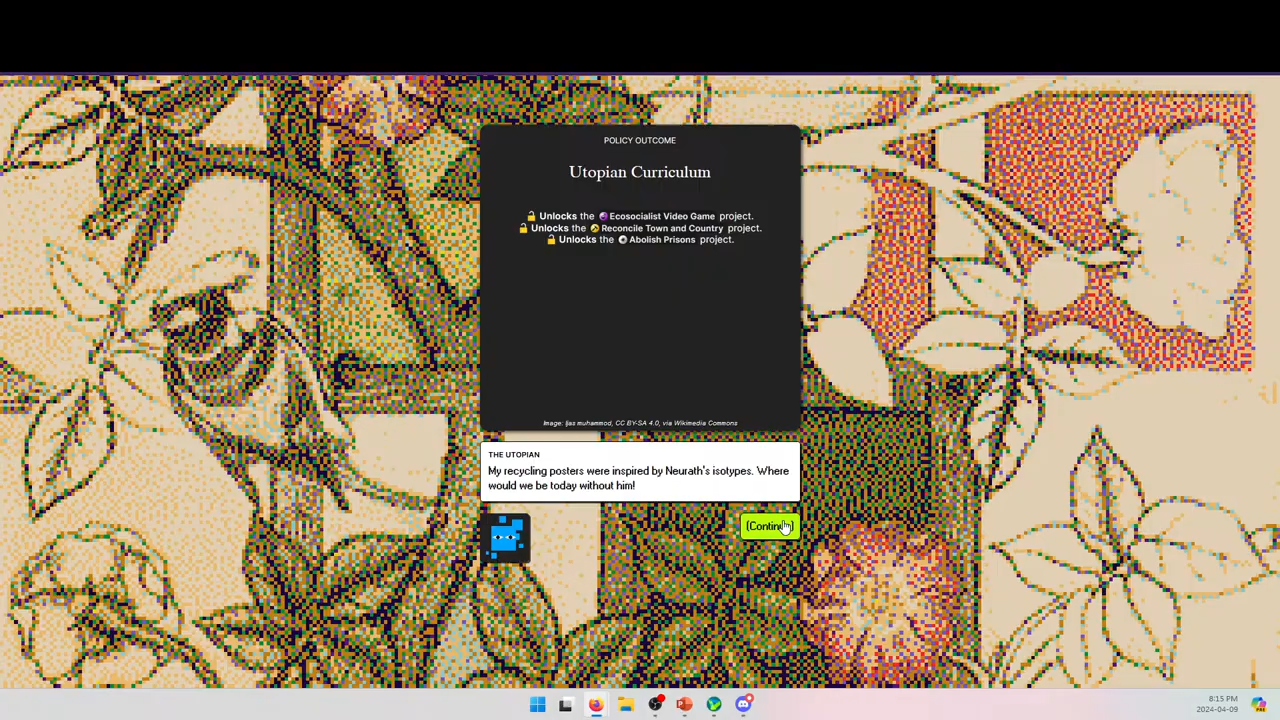 POLICY OUTCOME
Utopian Curriculum
🔓 Unlocks the Ecosocialist Video Game project.
🔓 Unlocks the Reconcile Town and Country project.
🔓 Unlocks the Abolish Prisons project.
Image: Ijas muhammod, CC BY-SA 4.0, via Wikimedia Commons
THE UTOPIAN
My recycling posters were inspired by Neurath's isotypes. Where
would we be today without him!
8:15 PM
2024-04-09